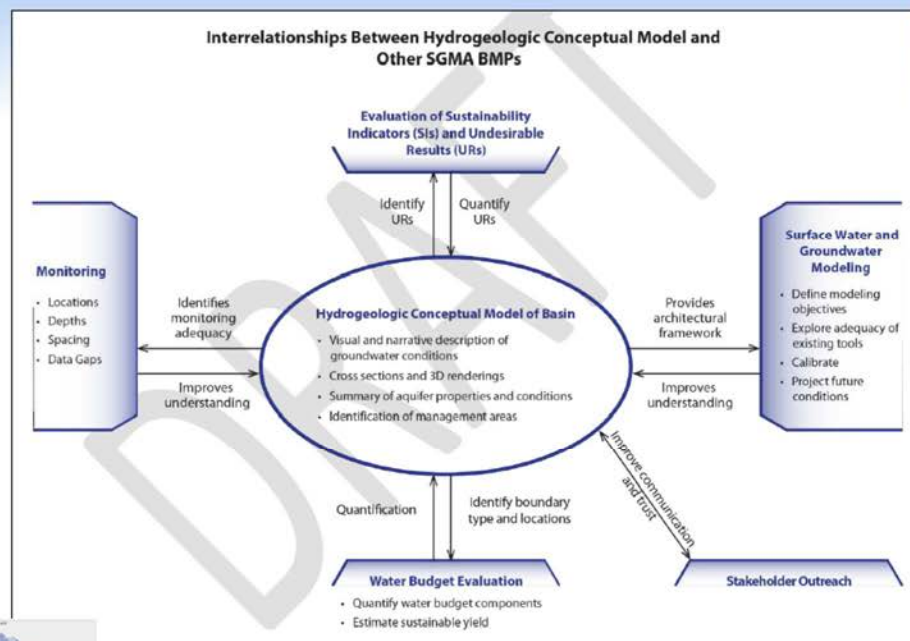 Interrelationships Between Hydrogeologic Conceptual Model and
Other SGMA BMPs
Evaluation of Sustainability
Indicators (SIs) and Undesirable
Results (URs)
Identify
URs
Quantify
URs
Monitoring
• Locations
• Depths
• Spacing
• Data Gaps
Identifies
monitoring
adequacy
Improves
understanding
Hydrogeologic Conceptual Model of Basin
• Visual and narrative description of
groundwater conditions
• Cross sections and 3D renderings
• Summary of aquifer properties and conditions
• Identification of management areas
Provides
architectural
framework
Improves
understanding
Surface Water and
Groundwater
Modeling
• Define modeling
objectives
• Explore adequacy of
existing tools
• Calibrate
• Project future
conditions
Improve communication
and trust
Quantification
Identify boundary
type and locations
Water Budget Evaluation
• Quantify water budget components
• Estimate sustainable yield
Stakeholder Outreach
DRAFT